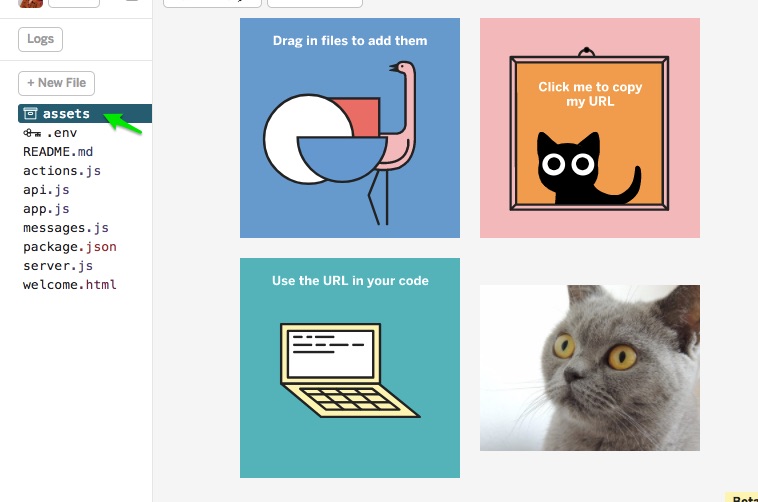 Logs
+ New File
assets
.env
README.md
actions.js
api.js
app.js
messages.js
package.json
server.js
welcome.html
Drag in files to add them
Click me to copy
my URL
Use the URL in your code